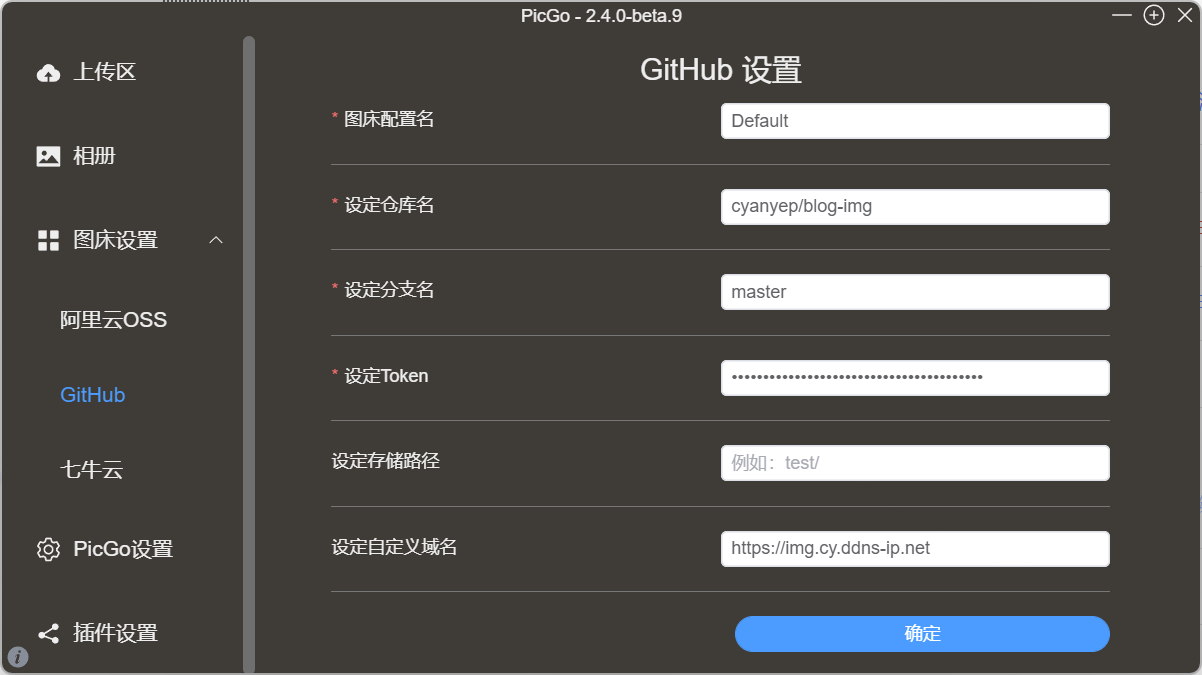 PicGo - 2.4.0-beta.9
上传区
相册
图床设置
阿里云OSS
GitHub
七牛云
PicGo设置
插件设置
GitHub 设置
* 图床配置名
Default
* 设定仓库名
cyanyep/blog-img
* 设定分支名
master
* 设定Token
••••••••••••••••••••••••••••••••••••••••
设定存储路径
例如：test/
设定自定义域名
https://img.cy.ddns-ip.net
确定